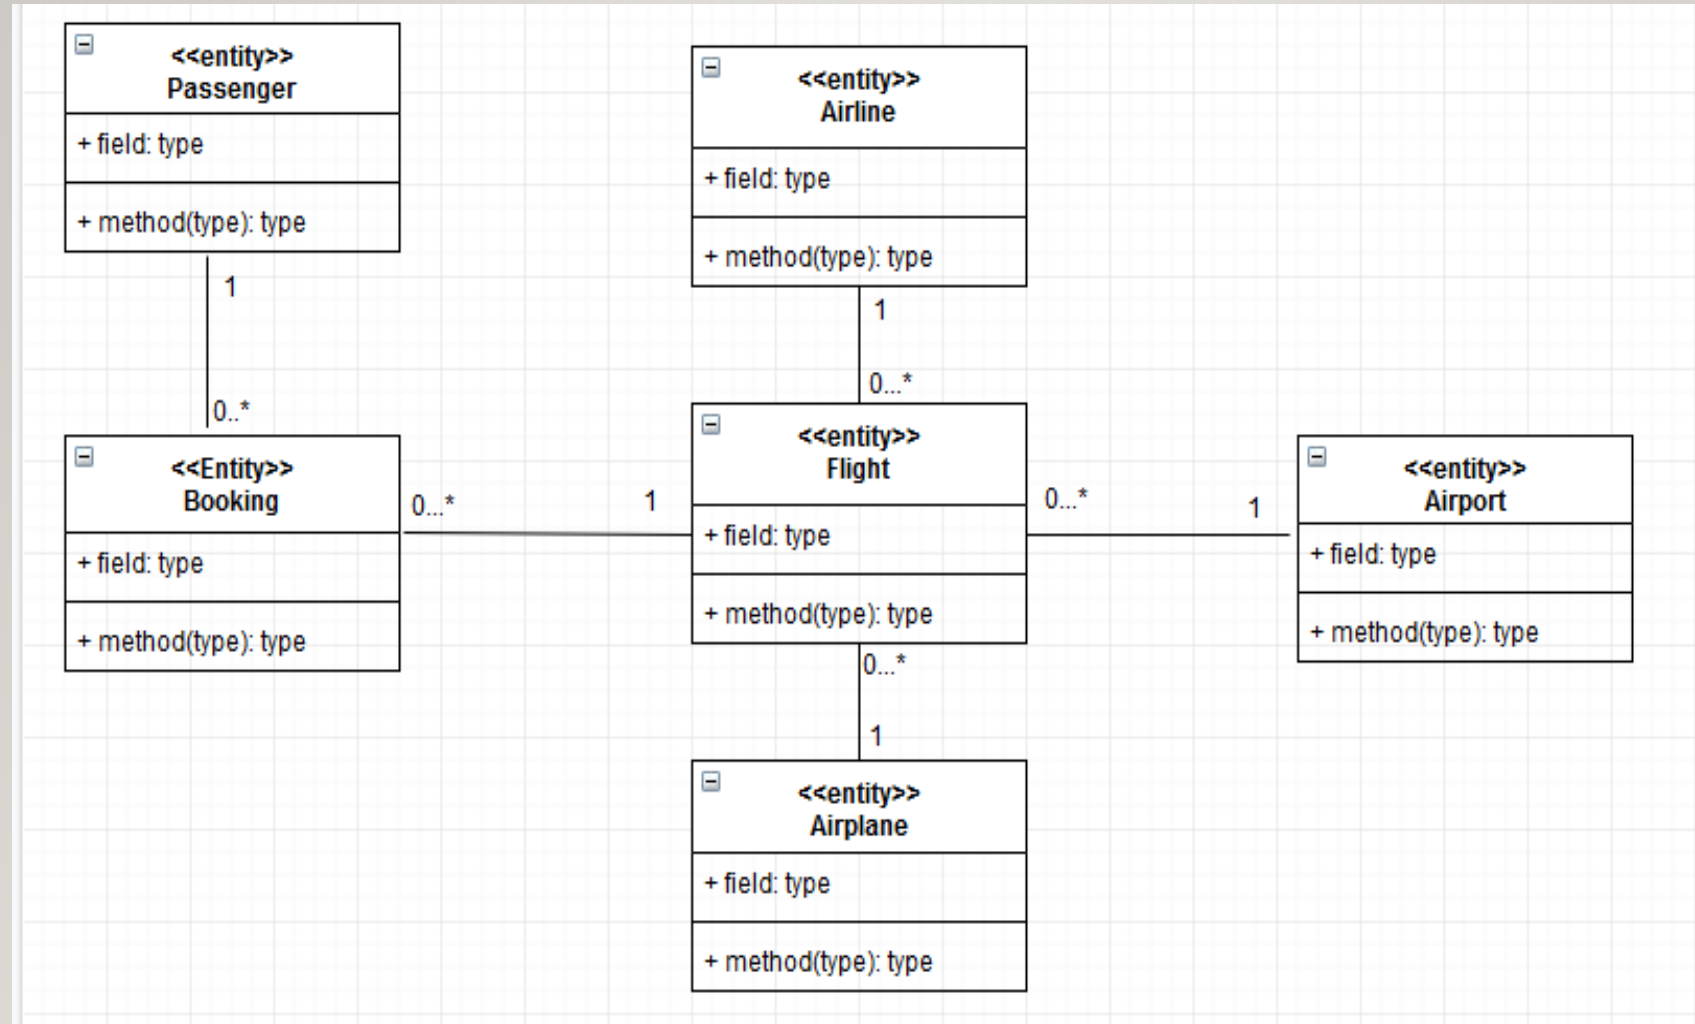 <<entity>>
Passenger
+ field: type
+ method(type): type
1
0..*
<<Entity>>
Booking
+ field: type
+ method(type): type
0...*
1
<<entity>>
Airline
+ field: type
+ method(type): type
1
0...*
<<entity>>
Flight
+ field: type
+ method(type): type
0...*
1
<<entity>>
Airport
+ field: type
+ method(type): type
0...*
1
<<entity>>
Airplane
+ field: type
+ method(type): type